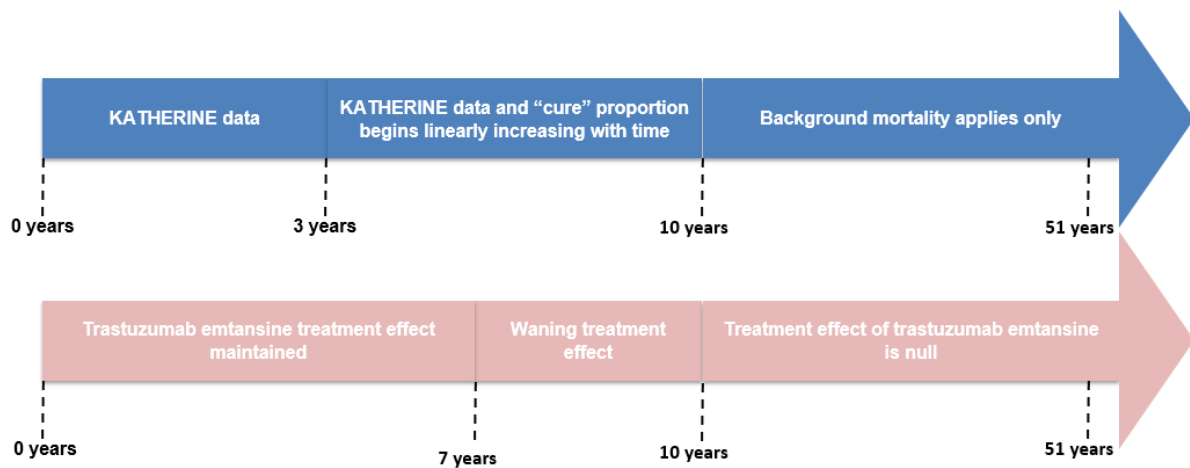 KATHERINE data
KATHERINE data and “cure” proportion
begins linearly increasing with time
Background mortality applies only
0 years
3 years
10 years
51 years
Trastuzumab emtansine treatment effect
maintained
Waning treatment
effect
Treatment effect of trastuzumab emtansine
is null
0 years
7 years
10 years
51 years